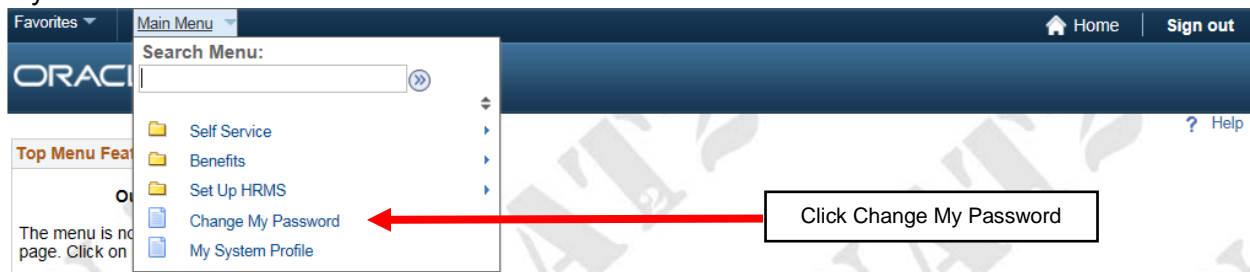 Favorites Main Menu Home Sign out
Search Menu:
ORACL
? Help
Self Service
Top Menu Feat
Benefits
Set Up HRMS
Change My Password
Click Change My Password
The menu is no
page. Click on
My System Profile